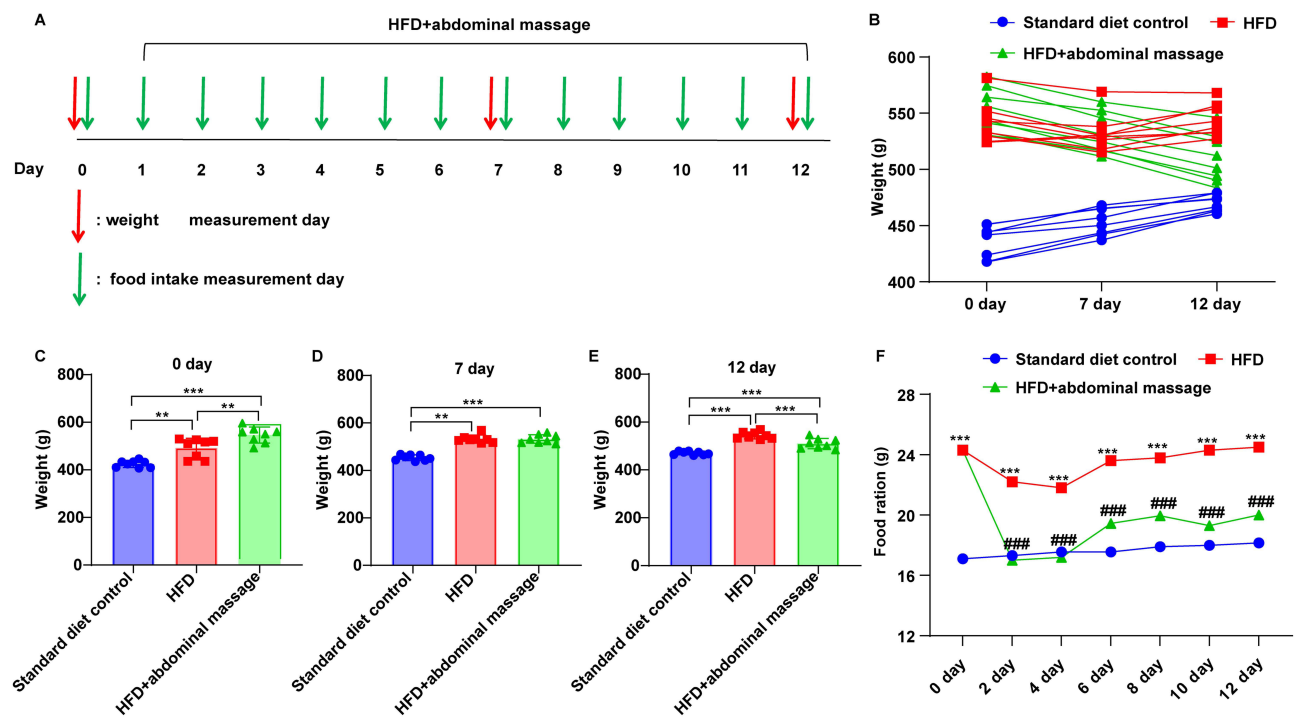 A
HFD+abdominal massage
Day 0 1 2 3 4 5 6 7 8 9 10 11 12
: weight measurement day
: food intake measurement day
B
Standard diet control HFD
HFD+abdominal massage
Weight (g)
600
550
500
450
400
0 day 7 day 12 day
C
0 day
Weight (g)
800
600
400
200
0
***
** **
Standard diet control
HFD
HFD+abdominal massage
D
7 day
Weight (g)
800
600
400
200
0
***
**
Standard diet control
HFD
HFD+abdominal massage
E
12 day
Weight (g)
800
600
400
200
0
***
*** ***
Standard diet control
HFD
HFD+abdominal massage
F
Standard diet control HFD
HFD+abdominal massage
Food ration (g)
28
24
20
16
12
*** *** *** *** *** *** ***
### ### ### ### ### ###
0 day 2 day 4 day 6 day 8 day 10 day 12 day